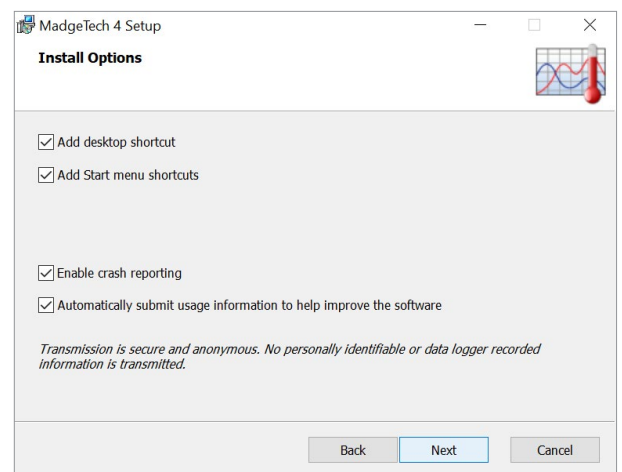 MadgeTech 4 Setup
Install Options
Add desktop shortcut
Add Start menu shortcuts
Enable crash reporting
Automatically submit usage information to help improve the software
Transmission is secure and anonymous. No personally identifiable or data logger recorded
information is transmitted.
Back Next Cancel